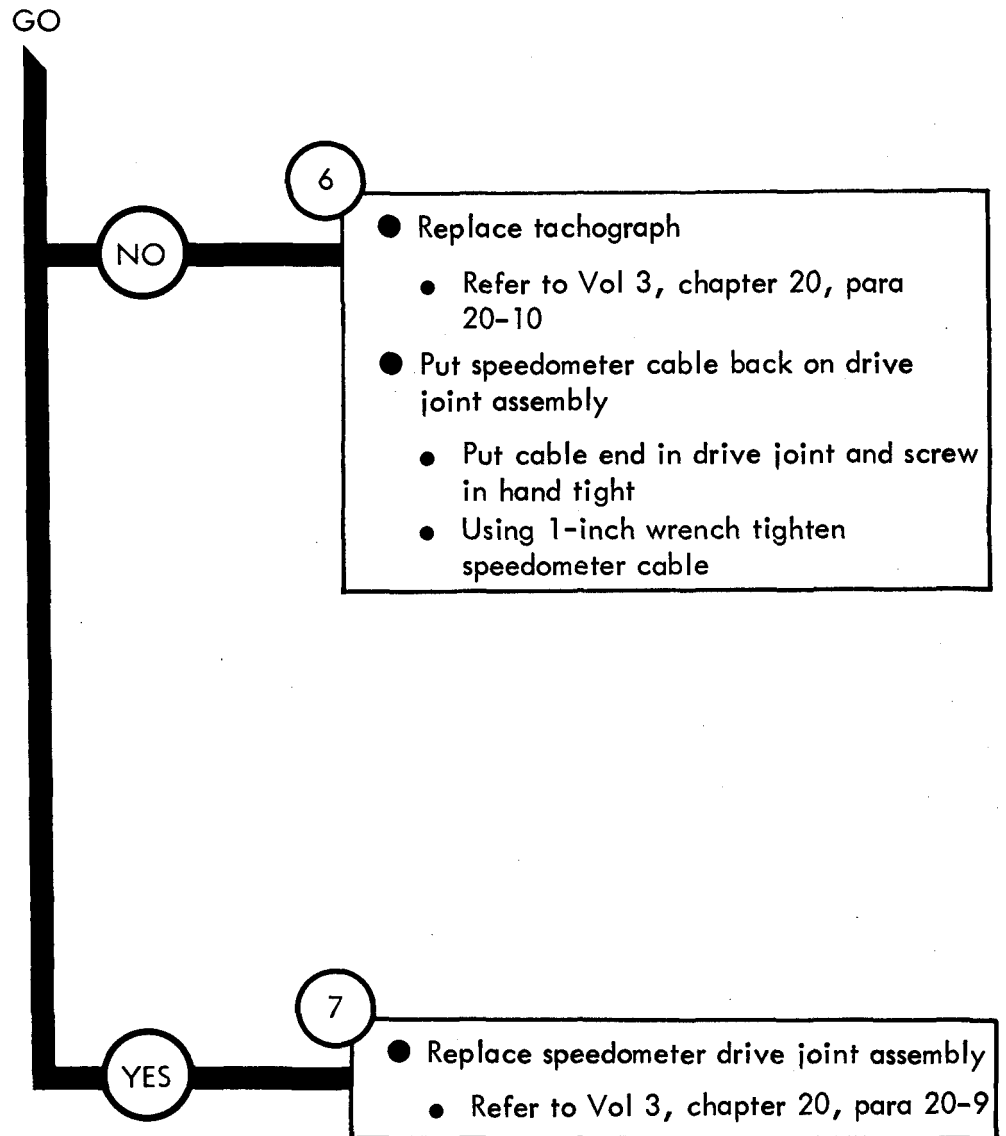 GO
6
NO
● Replace tachograph
● Refer to Vol 3, chapter 20, para
20-10
● Put speedometer cable back on drive
joint assembly
● Put cable end in drive joint and screw
in hand tight
● Using 1-inch wrench tighten
speedometer cable
7
YES
● Replace speedometer drive joint assembly
● Refer to Vol 3, chapter 20, para 20-9